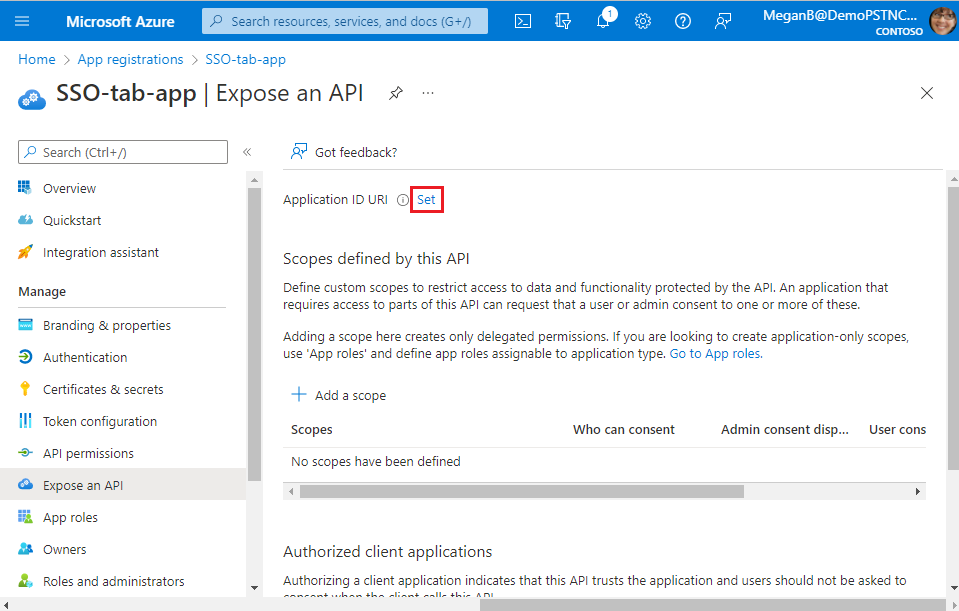 Microsoft Azure
Search resources, services, and docs (G+/)
1
MeganB@DemoPSTNC...
CONTOSO
Home > App registrations > SSO-tab-app
SSO-tab-app | Expose an API
Search (Ctrl+/)
Overview
Quickstart
Integration assistant
Manage
Branding & properties
Authentication
Certificates & secrets
Token configuration
API permissions
Expose an API
App roles
Owners
Roles and administrators
Got feedback?
Application ID URI Set
Scopes defined by this API
Define custom scopes to restrict access to data and functionality protected by the API. An application that
requires access to parts of this API can request that a user or admin consent to one or more of these.
Adding a scope here creates only delegated permissions. If you are looking to create application-only scopes,
use 'App roles' and define app roles assignable to application type. Go to App roles.
Add a scope
Scopes Who can consent Admin consent disp... User cons
No scopes have been defined
Authorized client applications
Authorizing a client application indicates that this API trusts the application and users should not be asked to
consent when the client calls this API